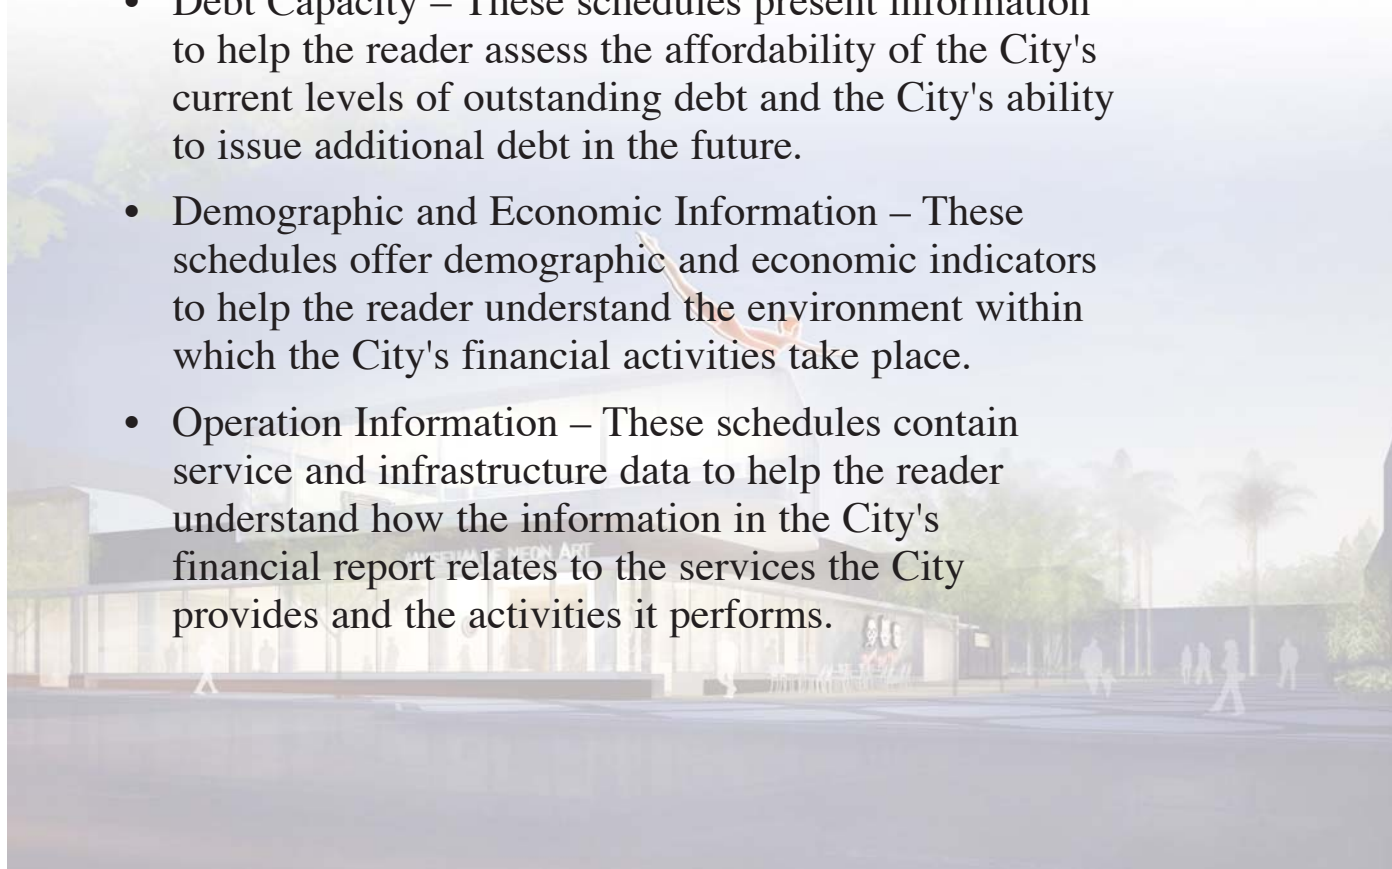 • Debt Capacity – These schedules present information
to help the reader assess the affordability of the City's
current levels of outstanding debt and the City's ability
to issue additional debt in the future.
• Demographic and Economic Information – These
schedules offer demographic and economic indicators
to help the reader understand the environment within
which the City's financial activities take place.
• Operation Information – These schedules contain
service and infrastructure data to help the reader
understand how the information in the City's
MUSEUM OF NEON ART
financial report relates to the services the City
provides and the activities it performs.